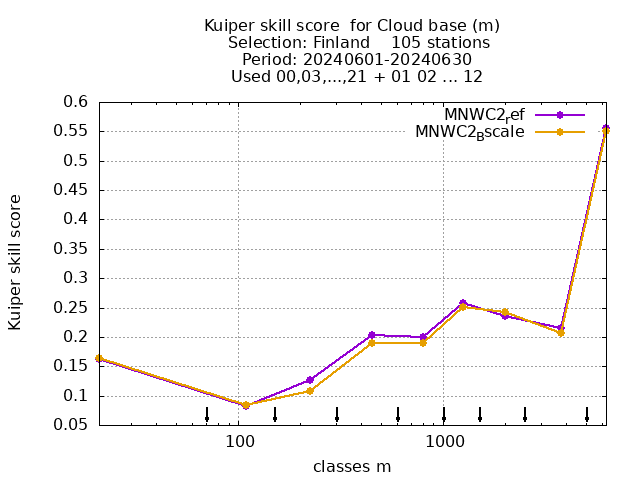 Kuiper skill score  for Cloud base (m)
Selection: Finland    105 stations
Period: 20240601-20240630
Used 00,03,...,21 + 01 02 ... 12
MNWC2ref
MNWC2Bscale
0.6
0.55
0.5
0.45
0.4
0.35
0.3
0.25
0.2
0.15
0.1
0.05
Kuiper skill score
100
1000
classes m